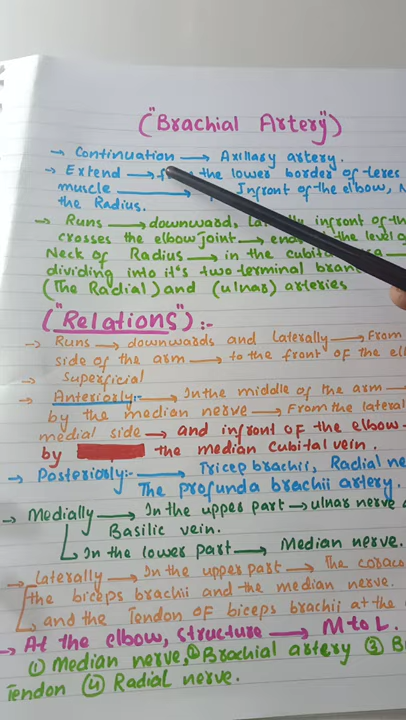 ("Brachial Artery")
→ Continuation → Axillary artery.
→ Extend → the lower border of teres
muscle → Infront of the elbow, N
the Radius.
→ Runs → downward, infront of th
crosses the elbow joint → end the level o
Neck of Radius → in the cubita →
dividing into it's two terminal bran
(The Radial) and (ulnar) arteries
("Relations") :-
→ Runs → downwards and laterally → From
side of the arm → to the front of the el
→ Superficial
→ Anteriorly:- → In the middle of the arm →
by the median nerve → From the lateral
medial side → and infront of the elbow-
by the median cubital vein.
→ Posteriorly:- → Tricep brachii, Radial ne
The profunda brachii artery.
→ Medially → In the upper part → ulnar nerve
Basilic vein.
In the lower part → Median nerve.
→ Laterally → In the upper part → The cobaco
the biceps brachii and the median nerve.
→ and the Tendon of biceps brachii at the
→ At the elbow, structure → M to L.
① Median nerve, ② Brachial artery ③ B
Tendon ④ Radial nerve.